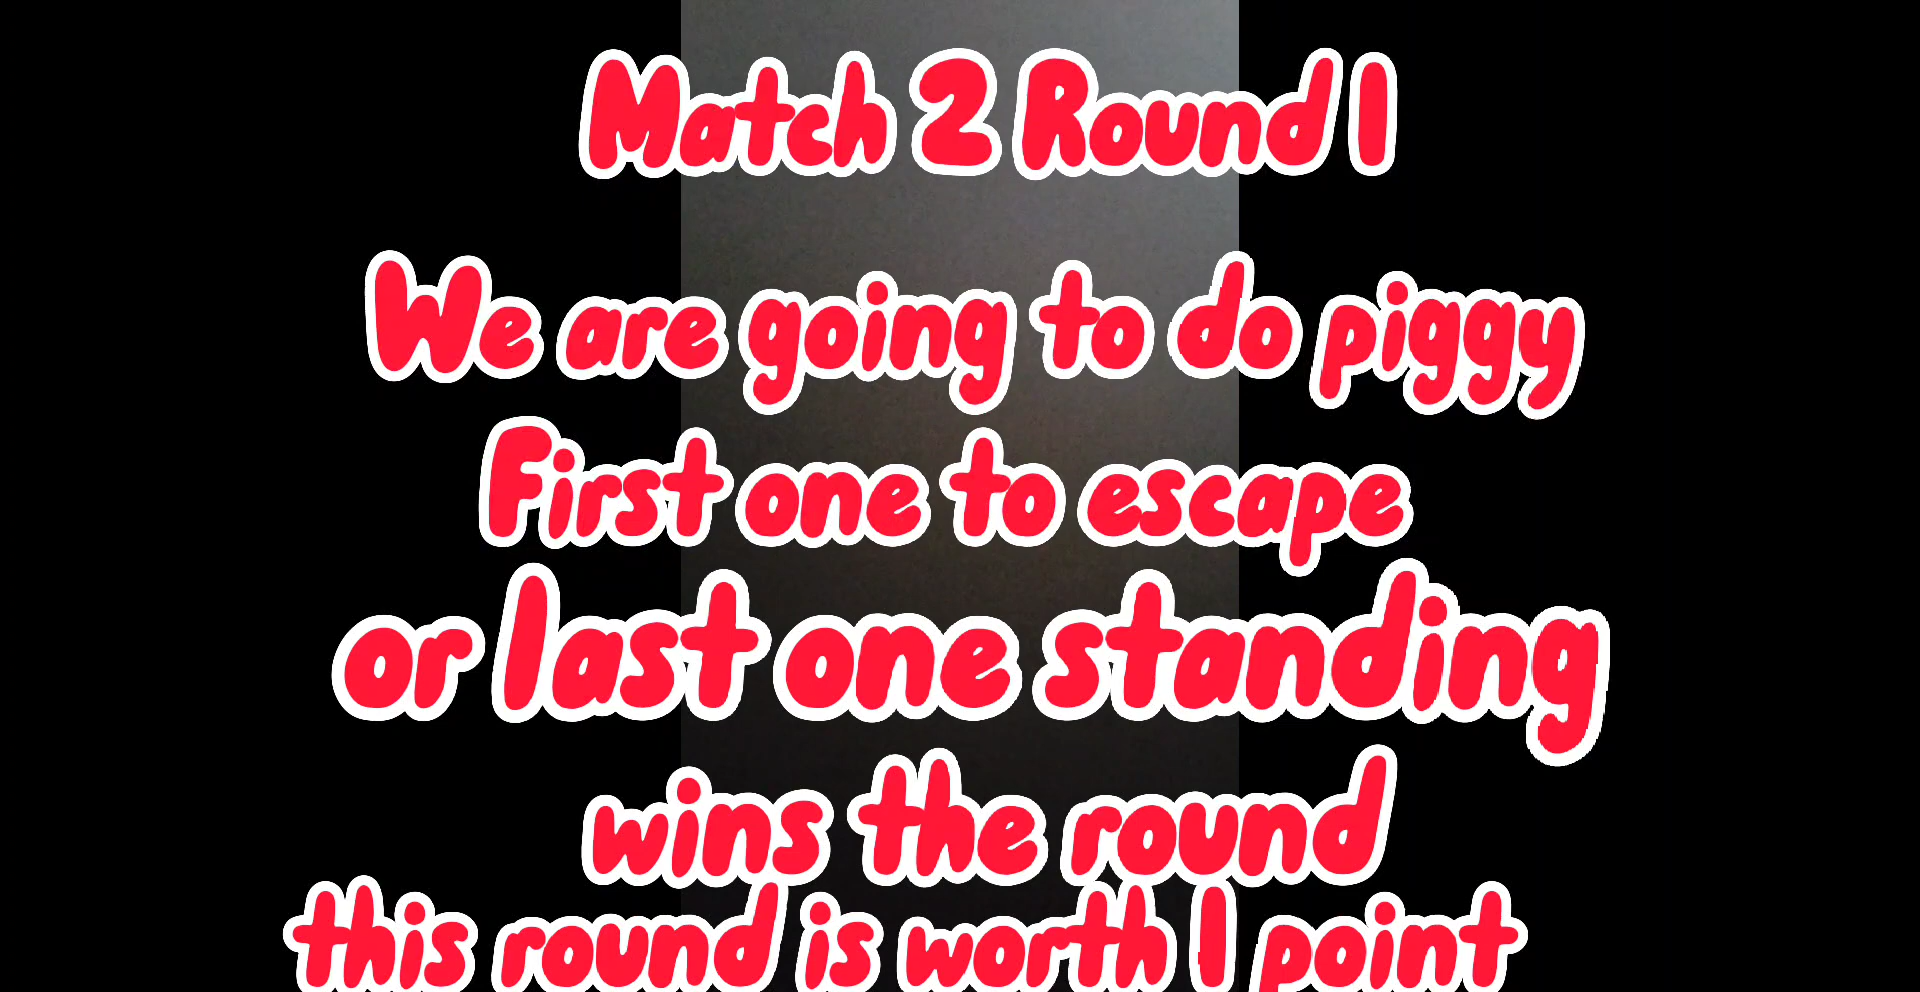 Match 2 Round 1
We are going to do piggy
First one to escape
or last one standing
wins the round
this round is worth 1 point